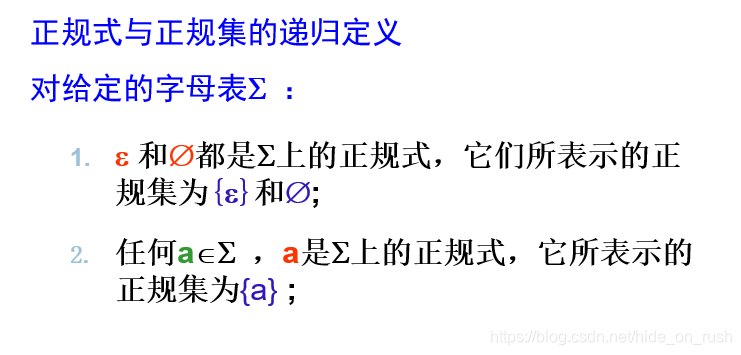 正规式与正规集的递归定义
对给定的字母表Σ ：
1. ε 和∅都是Σ上的正规式，它们所表示的正
规集为{ε}和∅;
2. 任何a∈Σ ，a是Σ上的正规式，它所表示的
正规集为{a} ;
https://blog.csdn.net/hide_on_rush